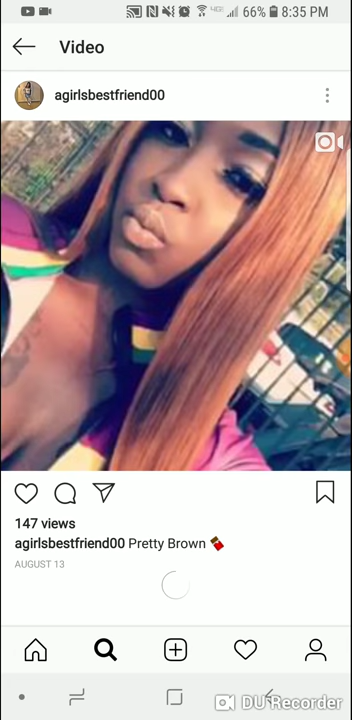 66% 8:35 PM
Video
agirlsbestfriend00
147 views
agirlsbestfriend00 Pretty Brown 🍫
AUGUST 13
DU Recorder